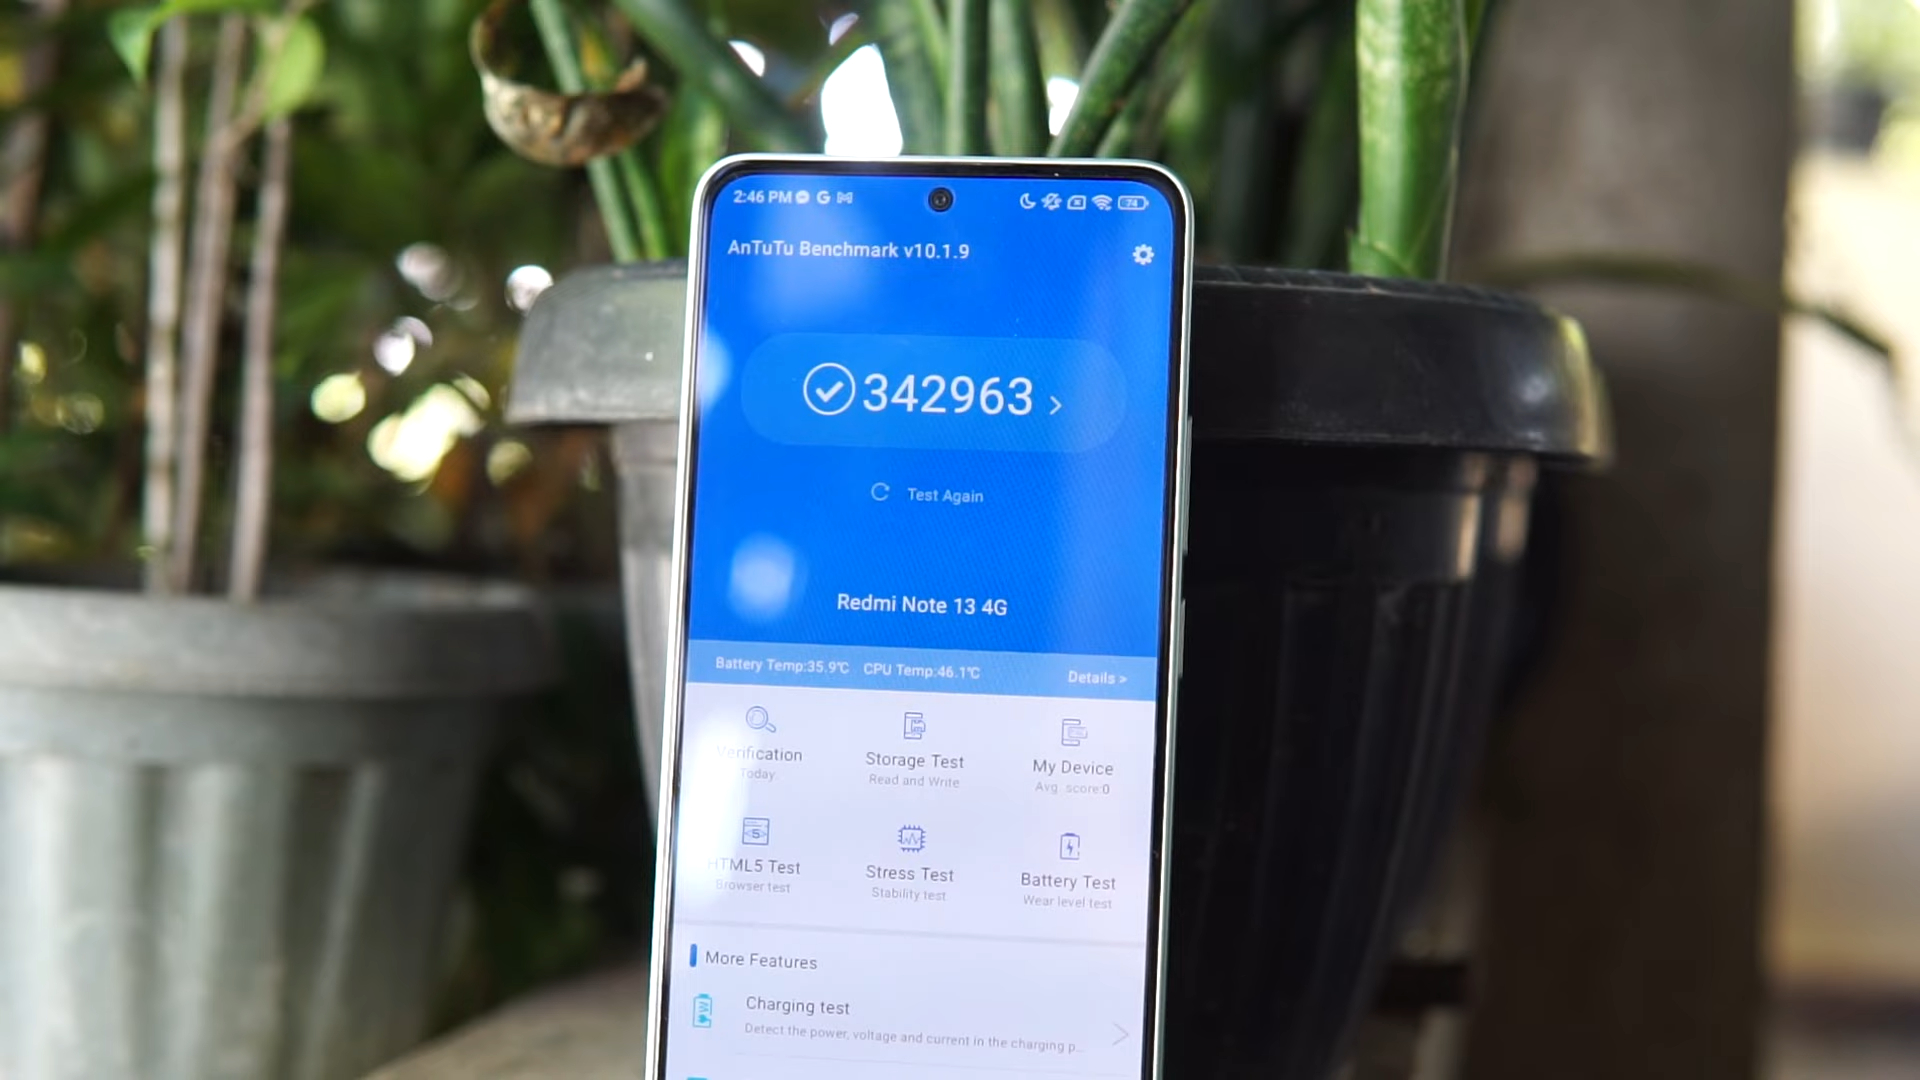 2:46 PM
74
AnTuTu Benchmark v10.1.9
342963
Test Again
Redmi Note 13 4G
Battery Temp:35.9℃ CPU Temp:46.1℃ Details >
Verification
Today
Storage Test
Read and Write
My Device
Avg. score:0
HTML5 Test
Browser test
Stress Test
Stability test
Battery Test
Wear level test
More Features
Charging test
Detect the power, voltage and current in the charging p...